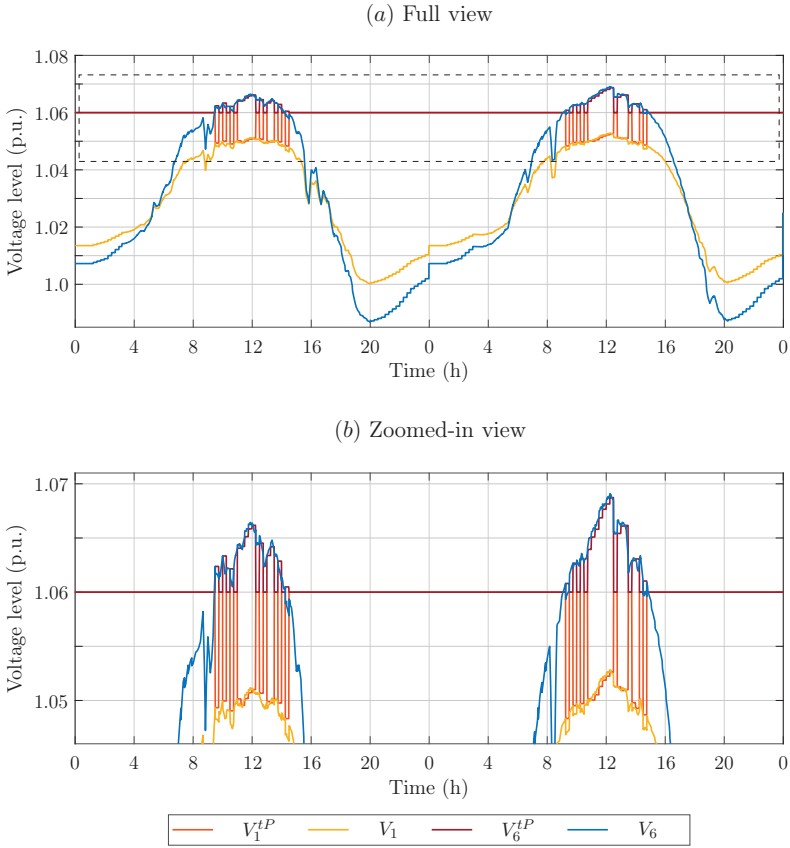 (a) Full view
1.08
1.06
1.04
1.02
1.0
Voltage level (p.u.)
0 4 8 12 16 20 0 4 8 12 16 20 0
Time (h)
(b) Zoomed-in view
1.07
1.06
1.05
Voltage level (p.u.)
0 4 8 12 16 20 0 4 8 12 16 20 0
Time (h)
V_1^{tP} V_1 V_6^{tP} V_6